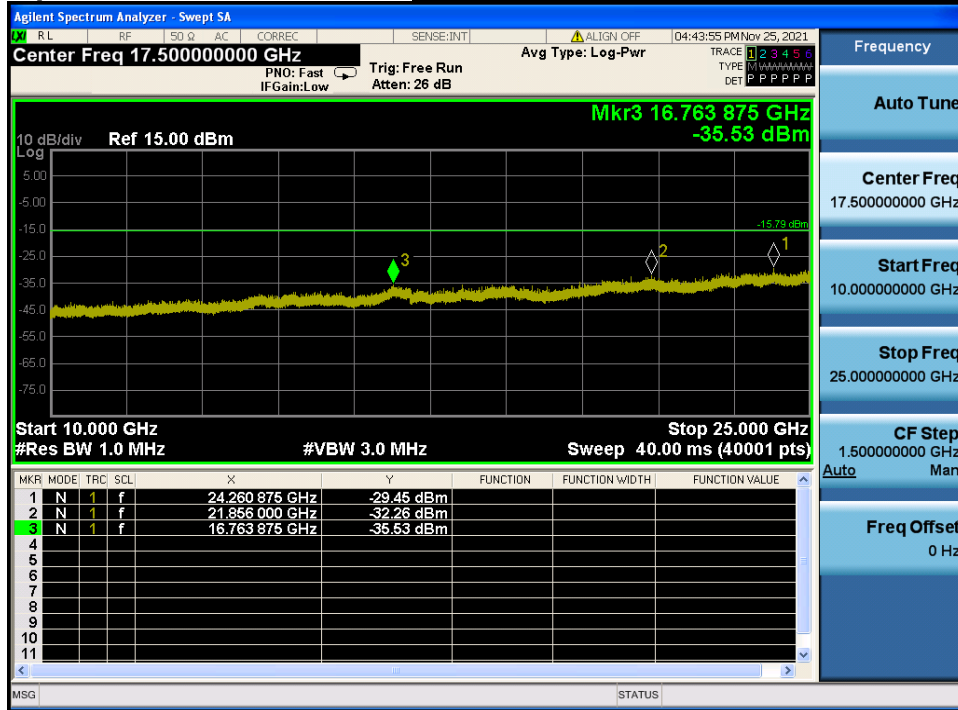 Agilent Spectrum Analyzer - Swept SA
LXI RL RF 50 Ω AC CORREC SENSE:INT ALIGN OFF 04:43:55 PM Nov 25, 2021
Center Freq 17.500000000 GHz
PNO: Fast
IFGain:Low
Trig: Free Run
Atten: 26 dB
Avg Type: Log-Pwr
TRACE 1 2 3 4 5 6
TYPE M WWWWW
DET P P P P P P
Mkr3 16.763 875 GHz
-35.53 dBm
10 dB/div Ref 15.00 dBm
Log
5.00
-5.00
-15.0
-15.79 dBm
-25.0
-35.0
-45.0
-55.0
-65.0
-75.0
3
2
1
Start 10.000 GHz Stop 25.000 GHz
#Res BW 1.0 MHz #VBW 3.0 MHz Sweep 40.00 ms (40001 pts)
MKR MODE TRC SCL X Y FUNCTION FUNCTION WIDTH FUNCTION VALUE
1 N 1 f 24.260 875 GHz -29.45 dBm
2 N 1 f 21.856 000 GHz -32.26 dBm
3 N 1 f 16.763 875 GHz -35.53 dBm
4
5
6
7
8
9
10
11
MSG STATUS
Frequency
Auto Tune
Center Freq
17.500000000 GHz
Start Freq
10.000000000 GHz
Stop Freq
25.000000000 GHz
CF Step
1.500000000 GHz
Auto Man
Freq Offset
0 Hz